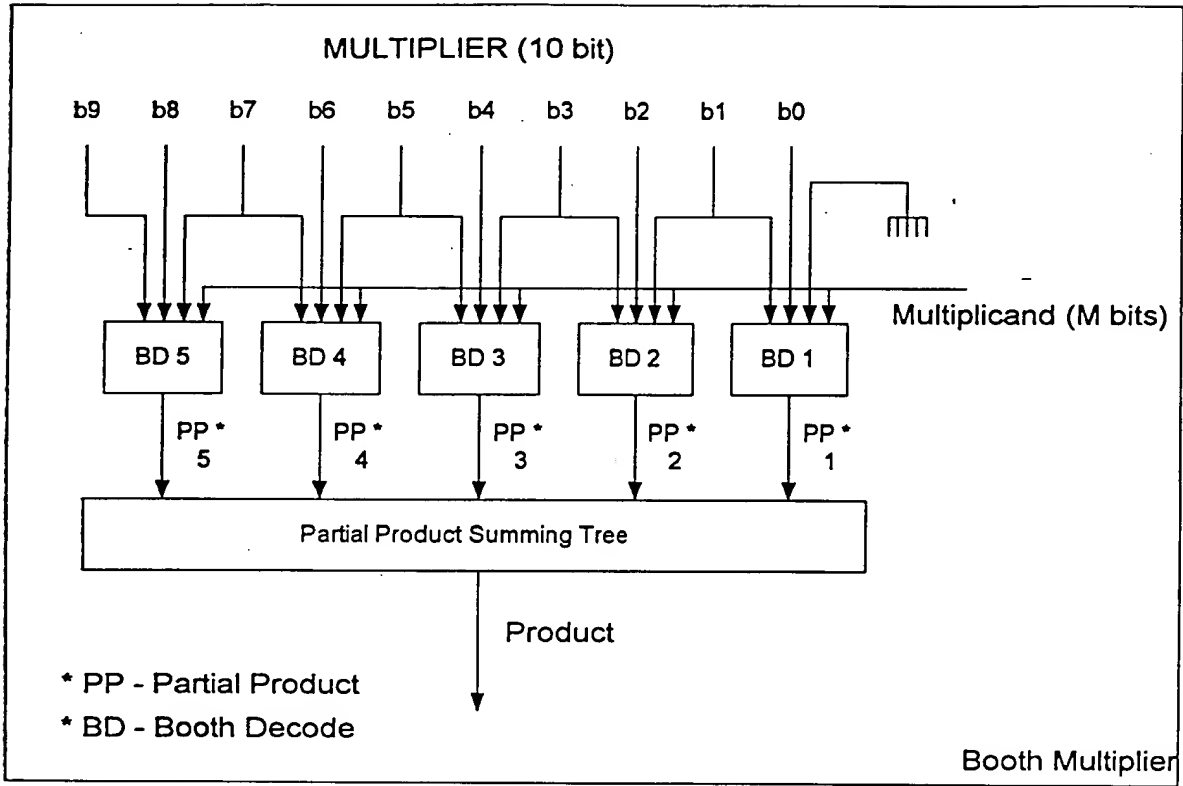 MULTIPLIER (10 bit)
b9 b8 b7 b6 b5 b4 b3 b2 b1 b0
Multiplicand (M bits)
BD 5 BD 4 BD 3 BD 2 BD 1
PP * PP * PP * PP * PP *
5 4 3 2 1
Partial Product Summing Tree
Product
* PP - Partial Product
* BD - Booth Decode
Booth Multiplier